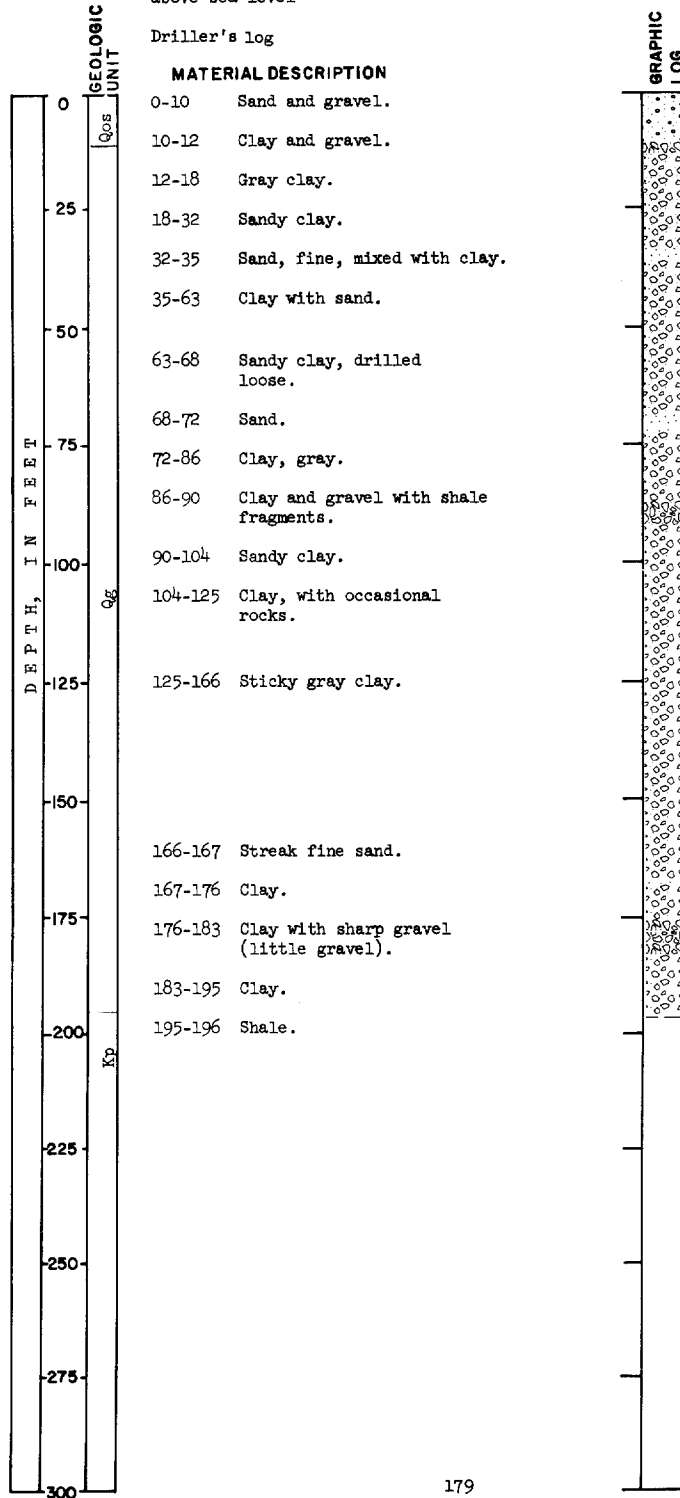 above sea level
Driller's log
GEOLOGIC
UNIT
MATERIAL DESCRIPTION
GRAPHIC
LOG
DEPTH, IN FEET
0
25
50
75
100
125
150
175
200
225
250
275
300
Qos
Qg
Kp
0-10 Sand and gravel.
10-12 Clay and gravel.
12-18 Gray clay.
18-32 Sandy clay.
32-35 Sand, fine, mixed with clay.
35-63 Clay with sand.
63-68 Sandy clay, drilled
loose.
68-72 Sand.
72-86 Clay, gray.
86-90 Clay and gravel with shale
fragments.
90-104 Sandy clay.
104-125 Clay, with occasional
rocks.
125-166 Sticky gray clay.
166-167 Streak fine sand.
167-176 Clay.
176-183 Clay with sharp gravel
(little gravel).
183-195 Clay.
195-196 Shale.
179